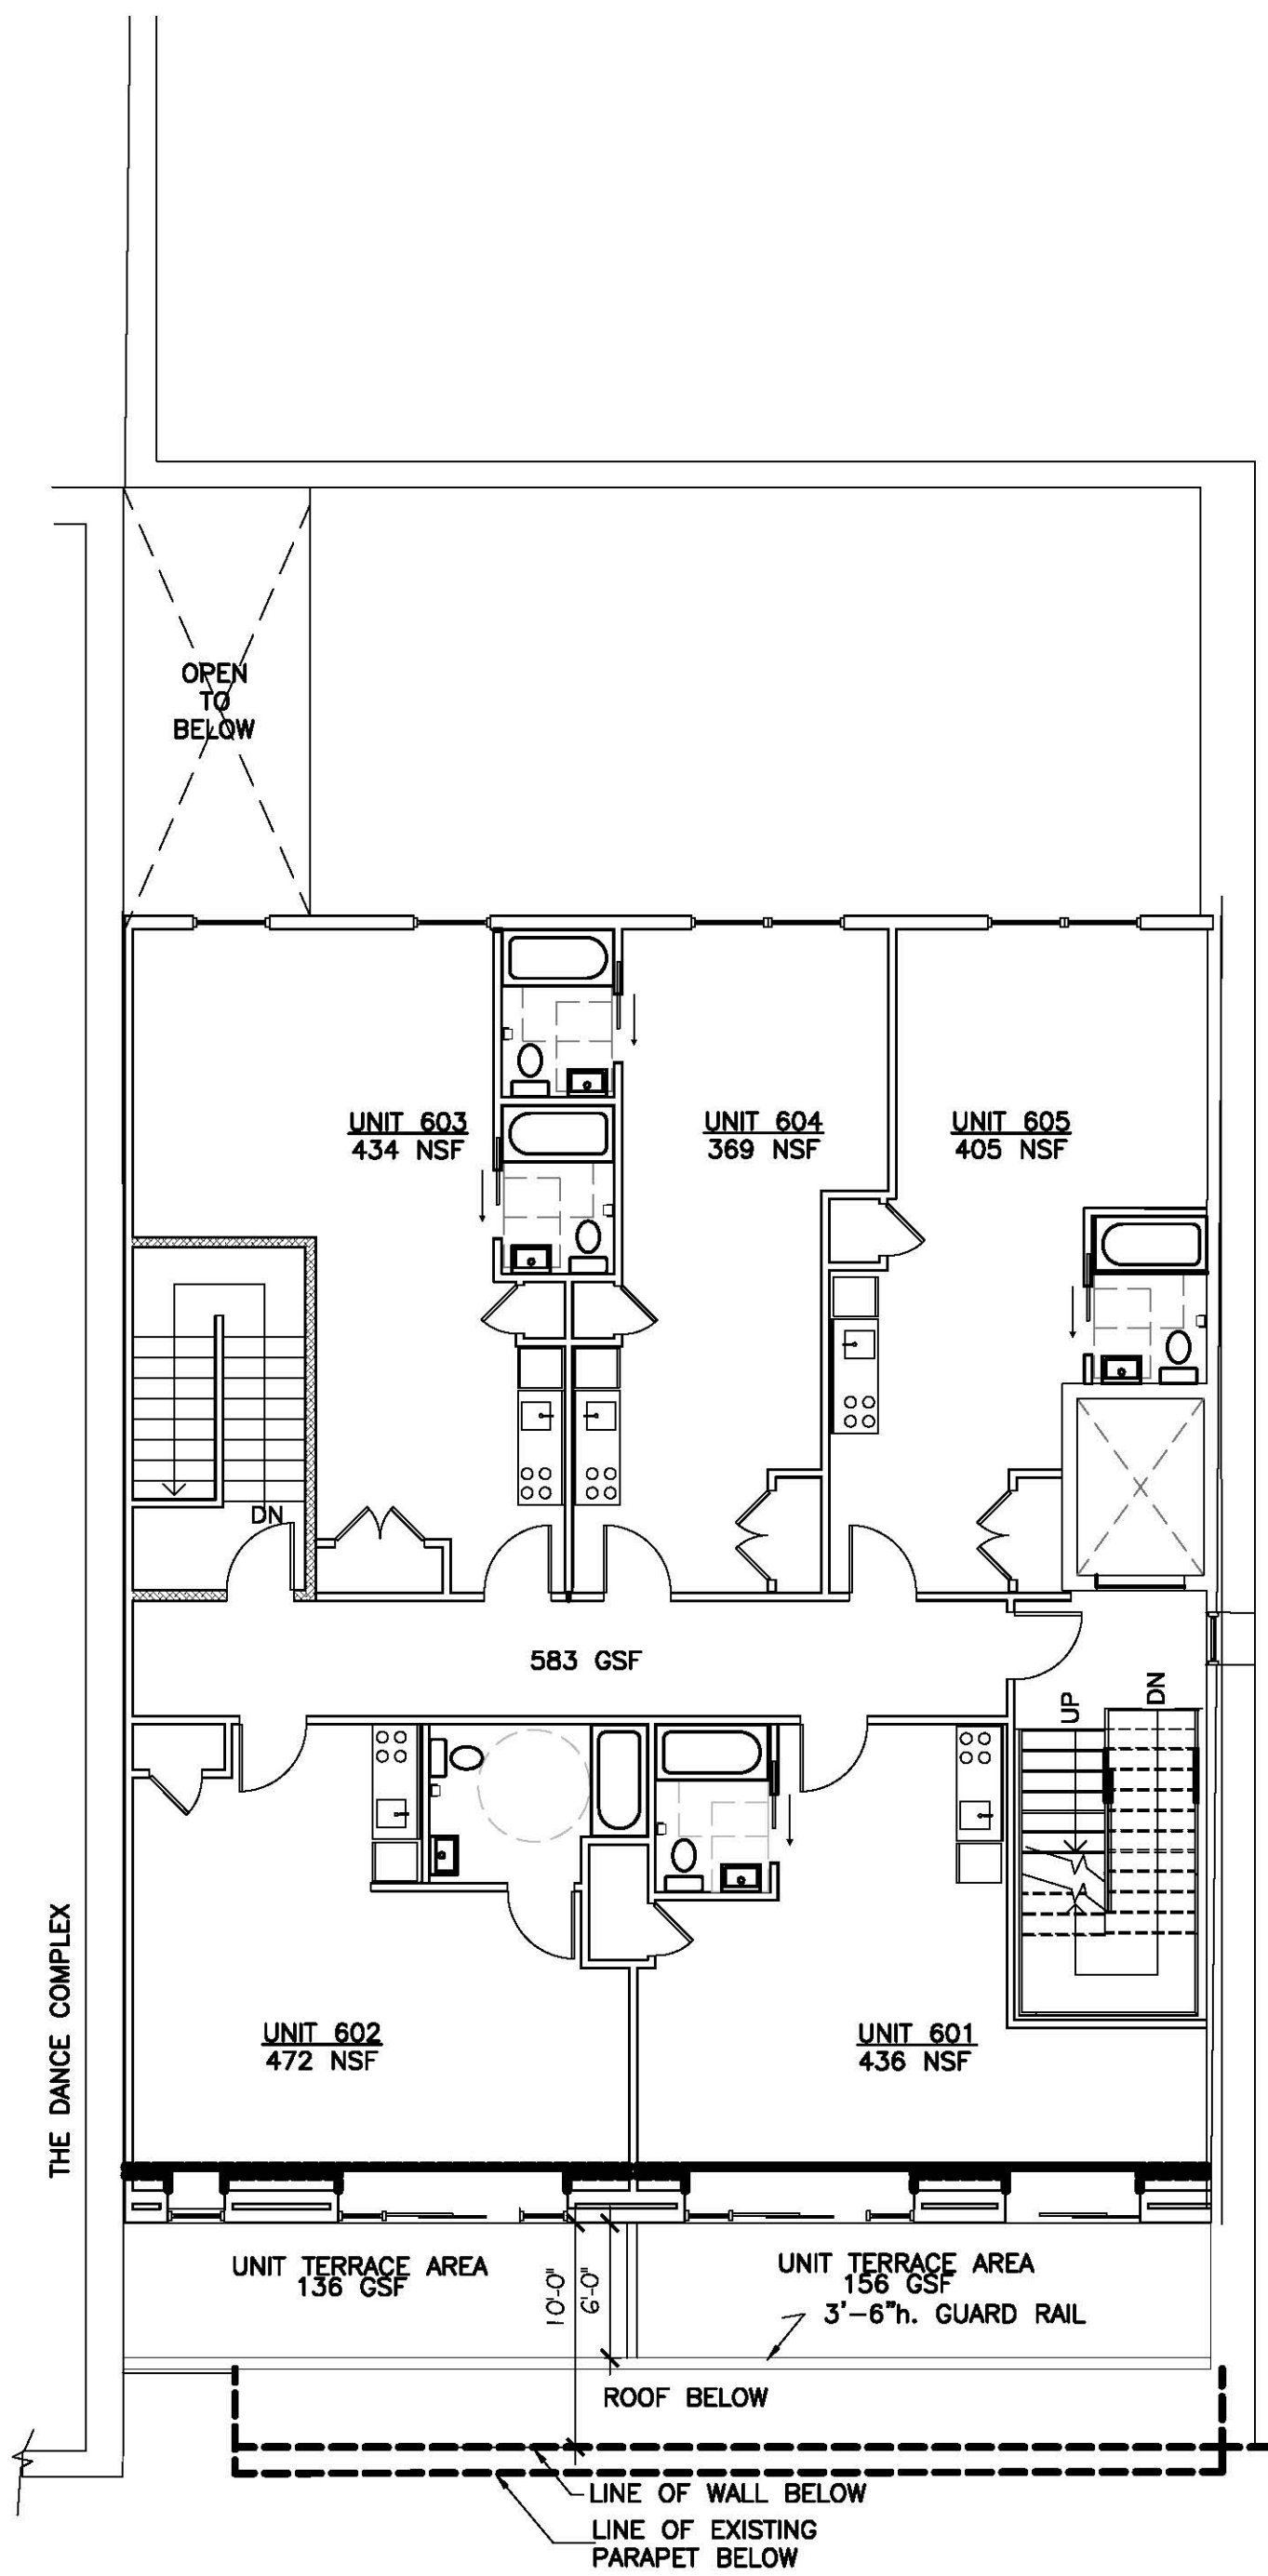 OPEN
TO
BELOW
UNIT 603
434 NSF
UNIT 604
369 NSF
UNIT 605
405 NSF
DN
583 GSF
UP
DN
THE DANCE COMPLEX
UNIT 602
472 NSF
UNIT 601
436 NSF
UNIT TERRACE AREA
136 GSF
10'-0"
6'-0"
UNIT TERRACE AREA
156 GSF
3'-6"h. GUARD RAIL
ROOF BELOW
LINE OF WALL BELOW
LINE OF EXISTING
PARAPET BELOW